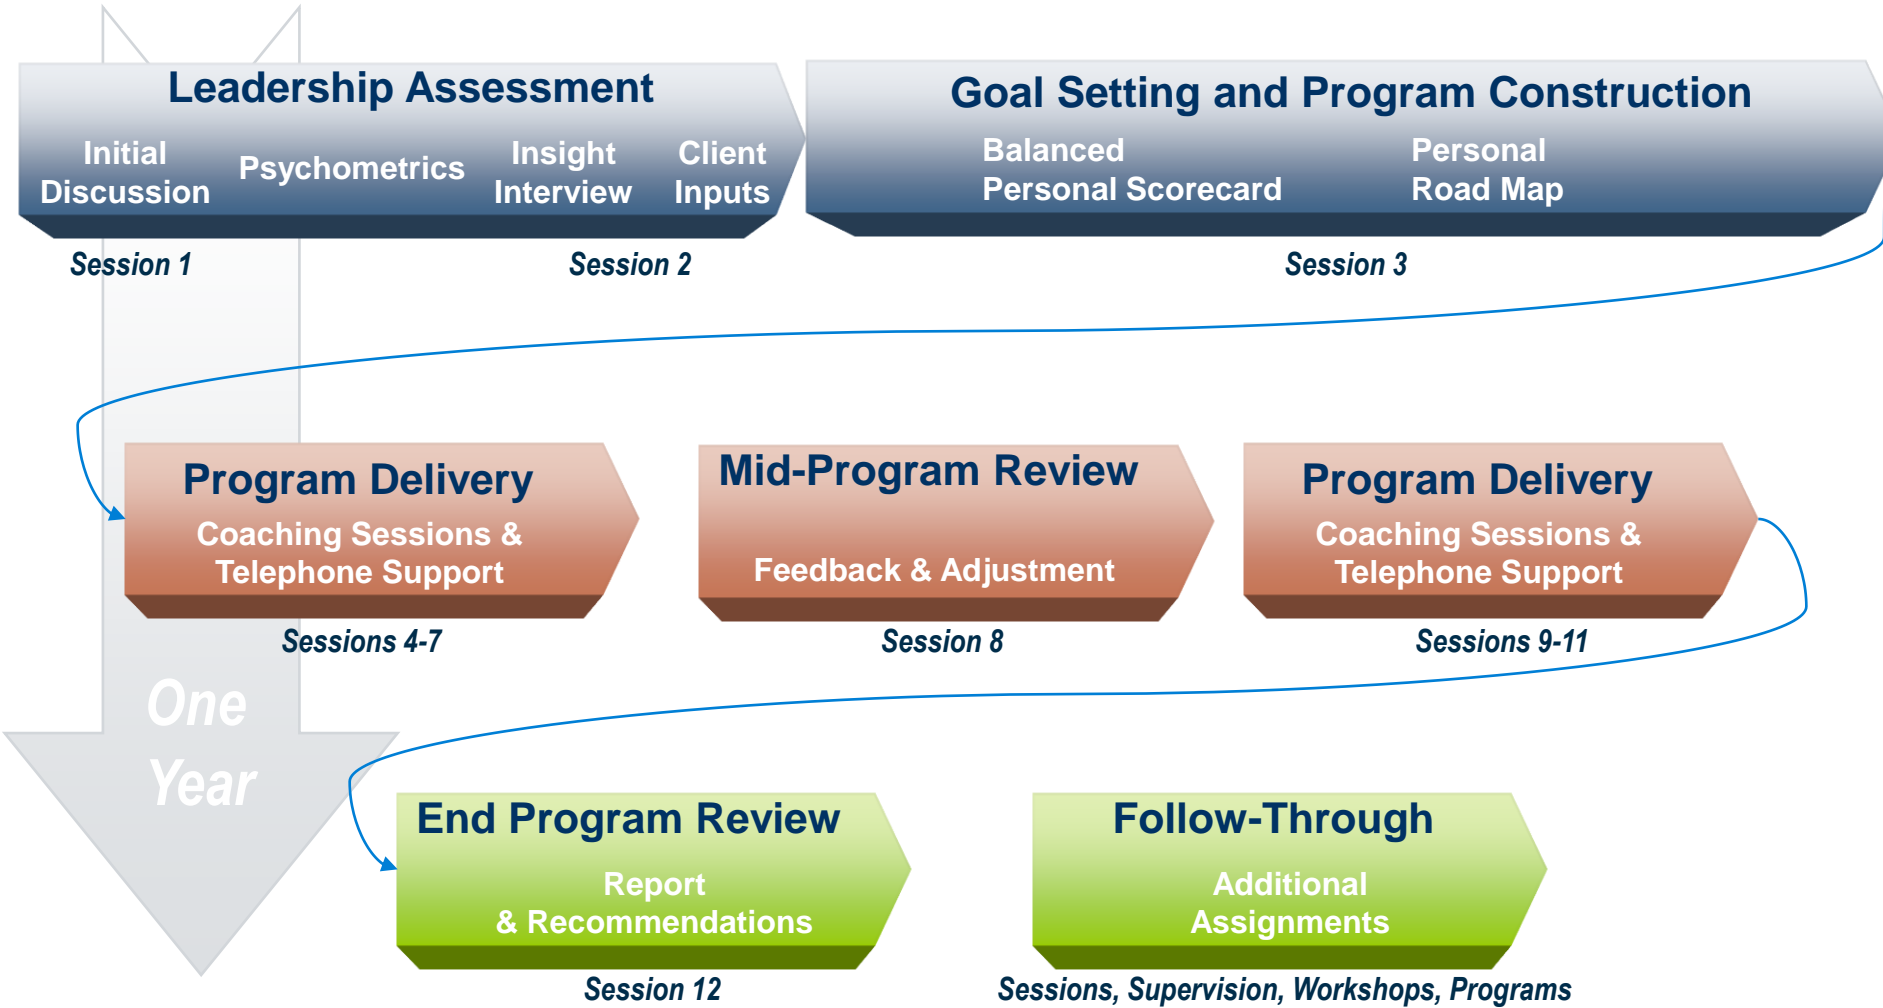 Leadership Assessment
Initial
Discussion
Psychometrics
Insight
Interview
Client
Inputs
Session 1
Session 2
Goal Setting and Program Construction
Balanced
Personal Scorecard
Personal
Road Map
Session 3
Program Delivery
Coaching Sessions &
Telephone Support
Sessions 4-7
Mid-Program Review
Feedback & Adjustment
Session 8
Program Delivery
Coaching Sessions &
Telephone Support
Sessions 9-11
One
Year
End Program Review
Report
& Recommendations
Session 12
Follow-Through
Additional
Assignments
Sessions, Supervision, Workshops, Programs